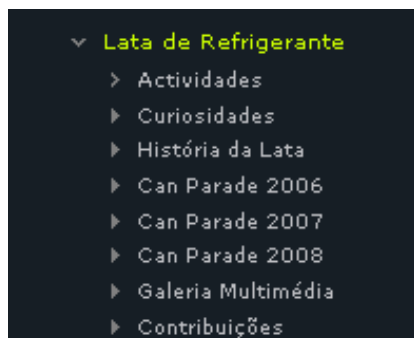 Lata de Refrigerante
Actividades
Curiosidades
História da Lata
Can Parade 2006
Can Parade 2007
Can Parade 2008
Galeria Multimédia
Contribuições